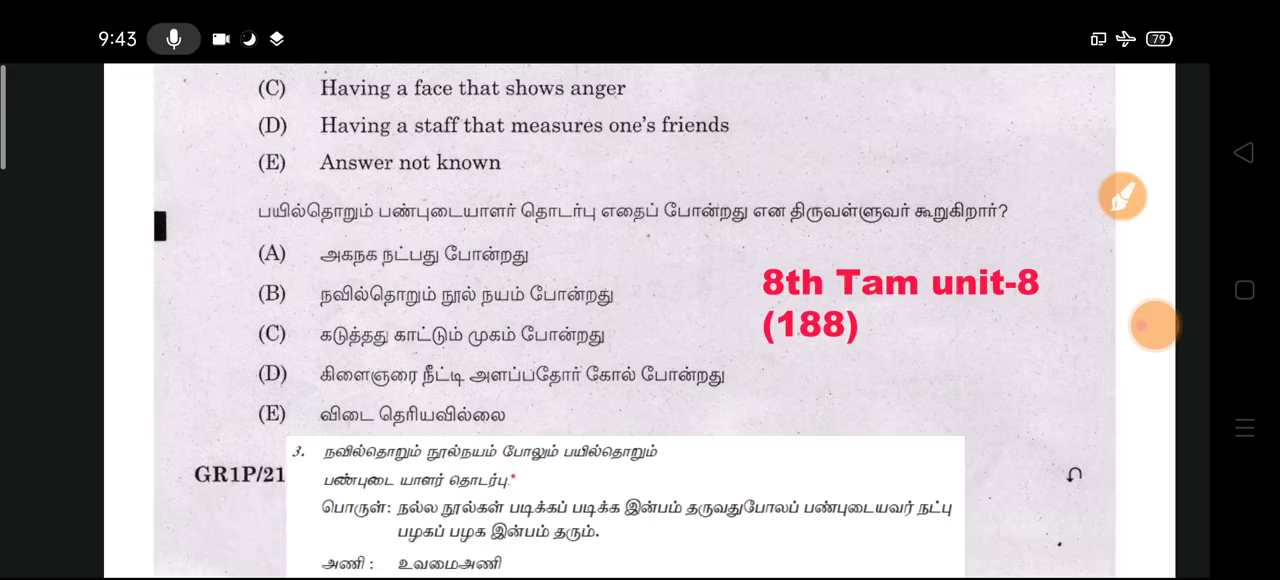 9:43
79
(C) Having a face that shows anger
(D) Having a staff that measures one's friends
(E) Answer not known
பயில்தொறும் பண்புடையாளர் தொடர்பு எதைப் போன்றது என திருவள்ளுவர் கூறுகிறார்?
(A) அகநக நட்பது போன்றது
(B) நவில்தொறும் நூல் நயம் போன்றது
(C) கடுத்தது காட்டும் முகம் போன்றது
(D) கிளைஞரை நீட்டி அளப்பதோர் கோல் போன்றது
(E) விடை தெரியவில்லை
8th Tam unit-8
(188)
3. நவில்தொறும் நூல்நயம் போலும் பயில்தொறும்
GR1P/21
பண்புடை யாளர் தொடர்பு.*
பொருள்: நல்ல நூல்கள் படிக்கப் படிக்க இன்பம் தருவதுபோலப் பண்புடையவர் நட்பு
பழகப் பழக இன்பம் தரும்.
அணி : உவமைஅணி